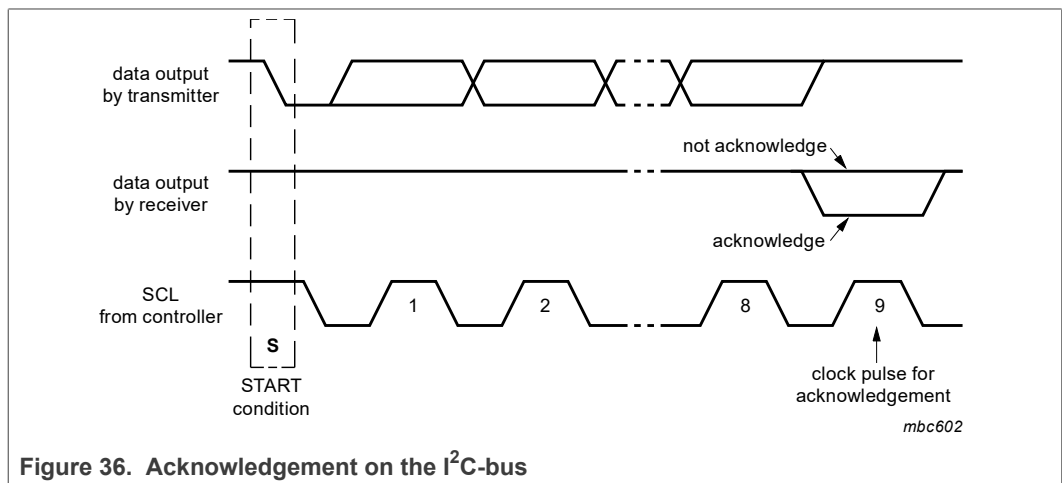 data output
by transmitter
not acknowledge
data output
by receiver
acknowledge
SCL
from controller
1
2
8
9
S
START
condition
clock pulse for
acknowledgement
mbc602
Figure 36. Acknowledgement on the I²C-bus